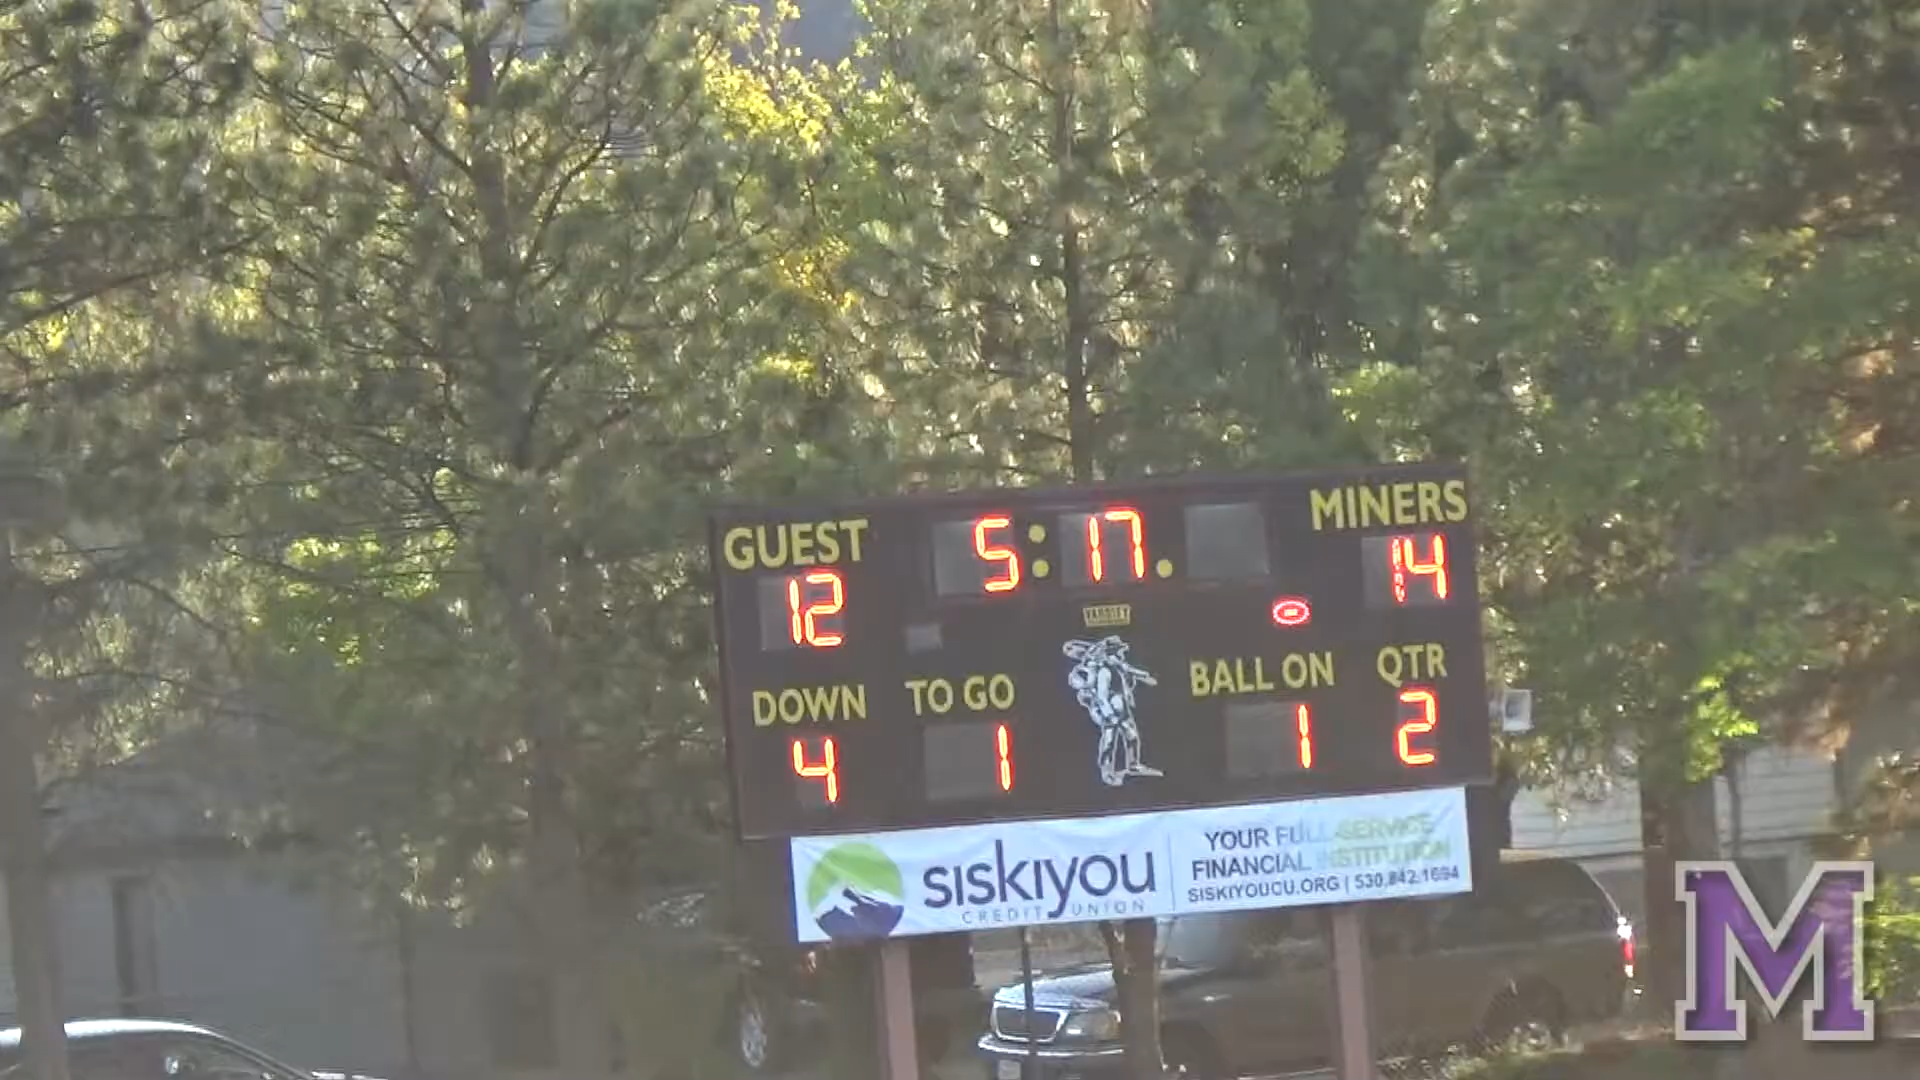 GUEST 5:17. MINERS
12 14
VARSITY
DOWN TO GO BALL ON QTR
4 1 1 2
siskiyou
CREDIT UNION
YOUR FULL SERVICE
FINANCIAL INSTITUTION
SISKIYOUCU.ORG | 530.842.1694
M